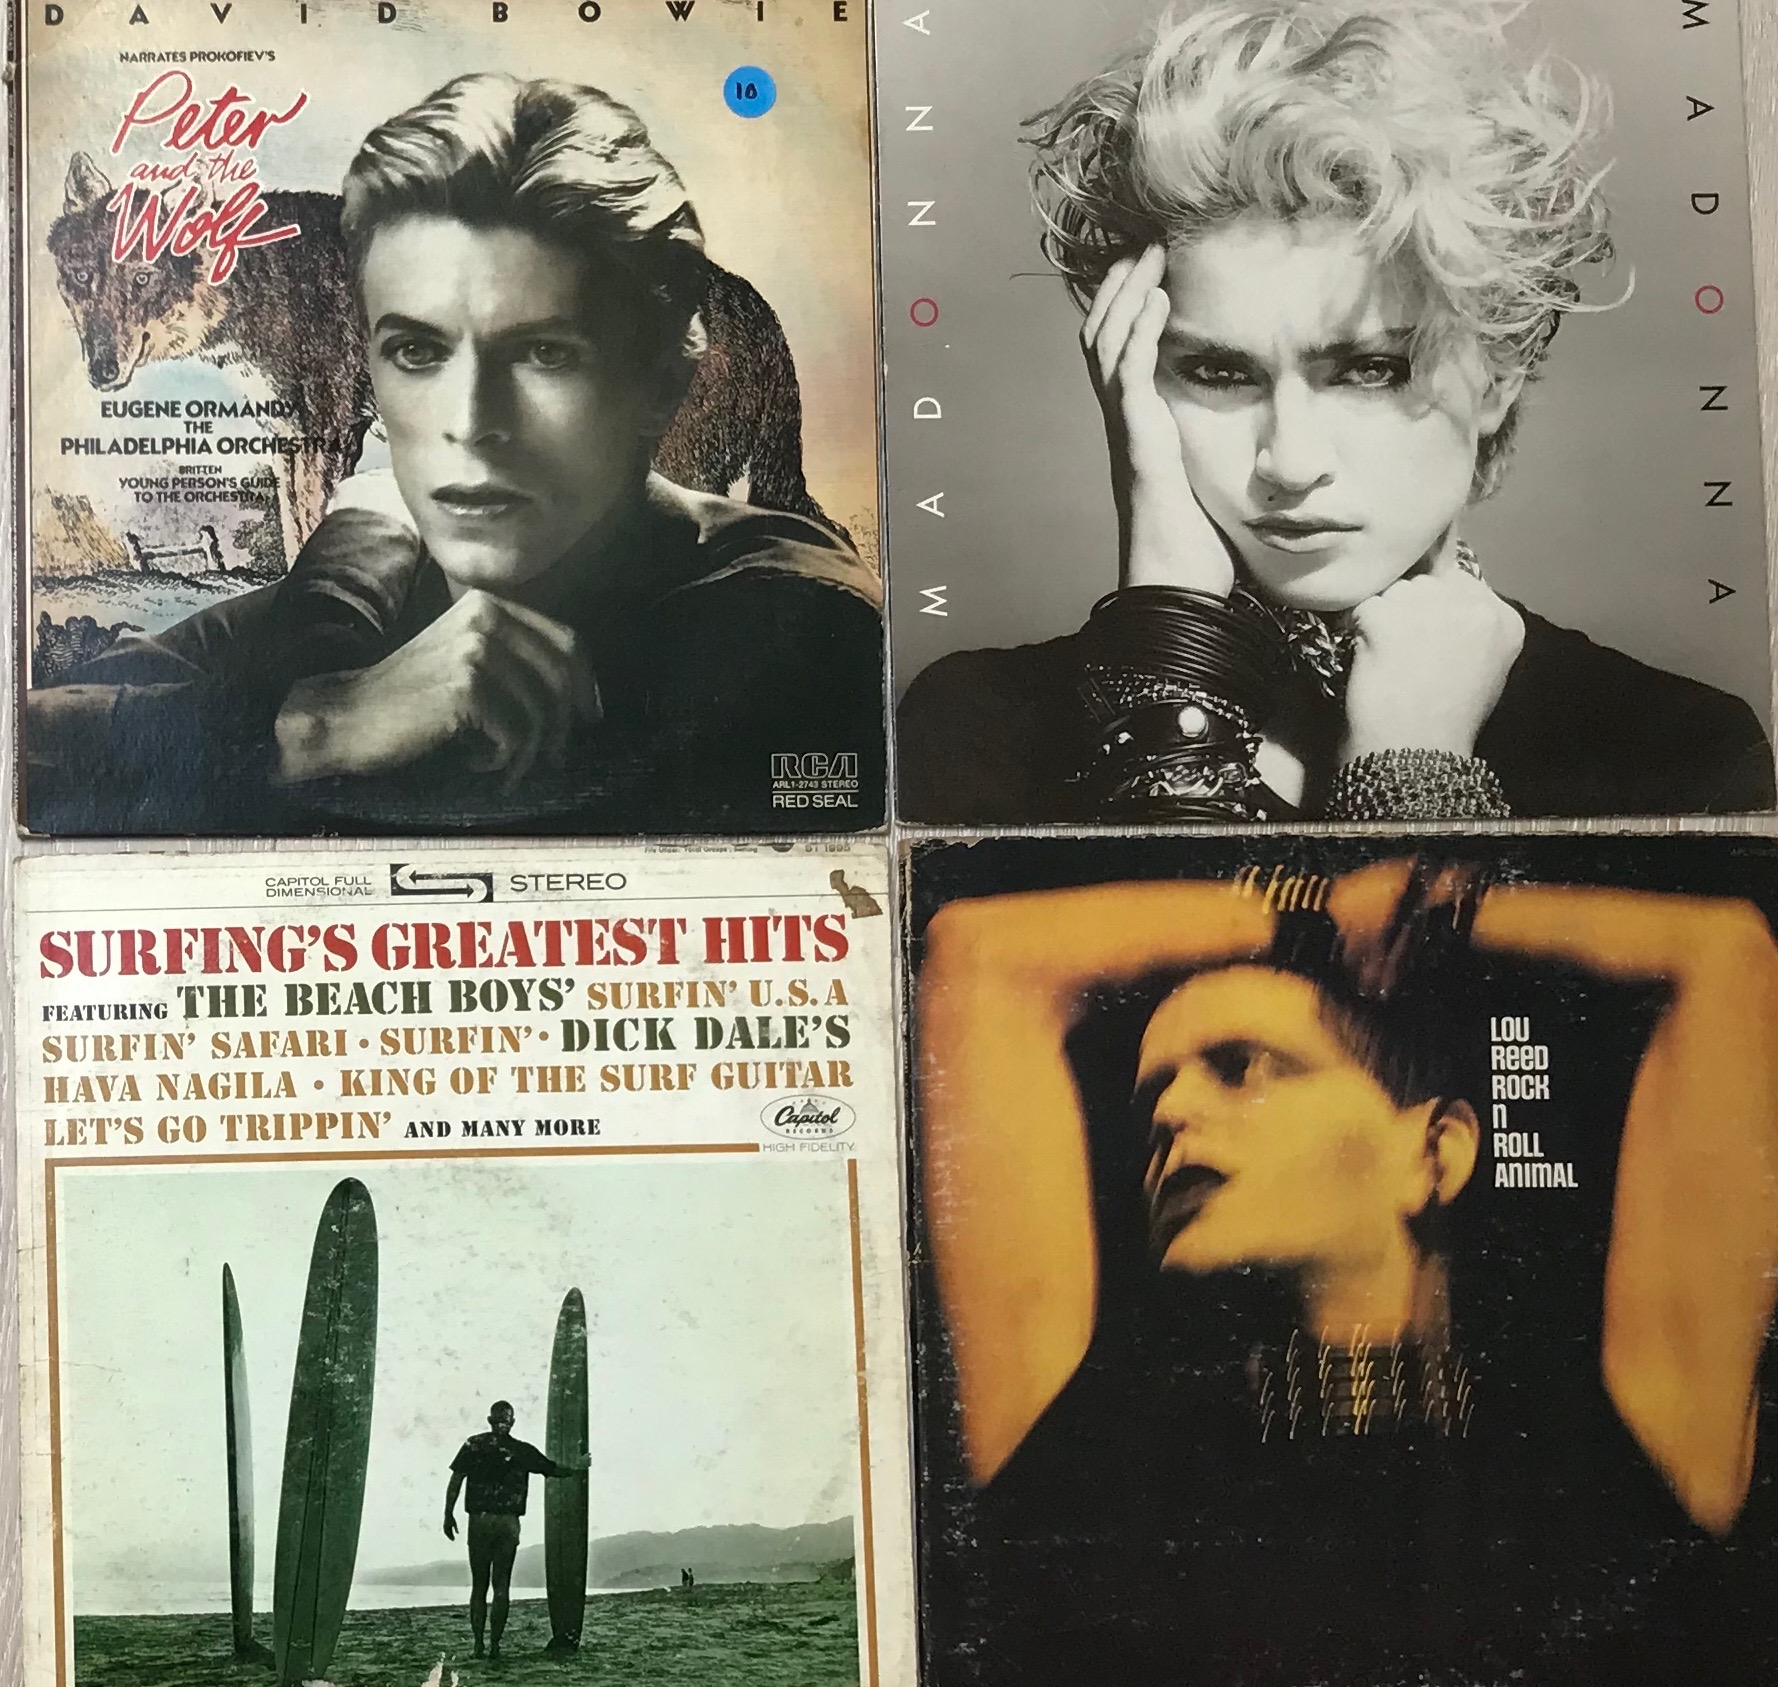 DAVID BOWIE
NARRATES PROKOFIEV'S
Peter
and the
Wolf
10
EUGENE ORMANDY
THE
PHILADELPHIA ORCHESTRA
BRITTEN
YOUNG PERSON'S GUIDE
TO THE ORCHESTRA
RCA
ARL1-2743 STEREO
RED SEAL
MADONNA
MADONNA
CAPITOL FULL
DIMENSIONAL
STEREO
SURFING'S GREATEST HITS
FEATURING THE BEACH BOYS' SURFIN' U.S.A
SURFIN' SAFARI • SURFIN' • DICK DALE'S
HAVA NAGILA • KING OF THE SURF GUITAR
LET'S GO TRIPPIN' AND MANY MORE
Capitol
RECORDS
HIGH FIDELITY
LOU
REED
ROCK
N
ROLL
ANIMAL